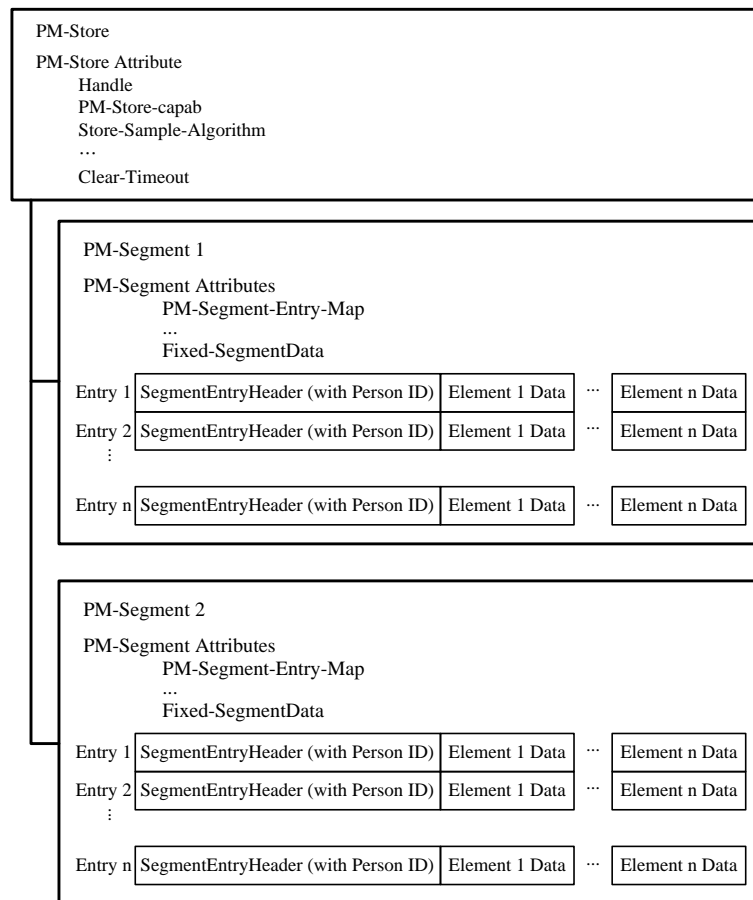 PM-Store
PM-Store Attribute
Handle
PM-Store-capab
Store-Sample-Algorithm
...
Clear-Timeout
PM-Segment 1
PM-Segment Attributes
PM-Segment-Entry-Map
...
Fixed-SegmentData
Entry 1 SegmentEntryHeader (with Person ID) Element 1 Data ... Element n Data
Entry 2 SegmentEntryHeader (with Person ID) Element 1 Data ... Element n Data
⋮
Entry n SegmentEntryHeader (with Person ID) Element 1 Data ... Element n Data
PM-Segment 2
PM-Segment Attributes
PM-Segment-Entry-Map
...
Fixed-SegmentData
Entry 1 SegmentEntryHeader (with Person ID) Element 1 Data ... Element n Data
Entry 2 SegmentEntryHeader (with Person ID) Element 1 Data ... Element n Data
⋮
Entry n SegmentEntryHeader (with Person ID) Element 1 Data ... Element n Data